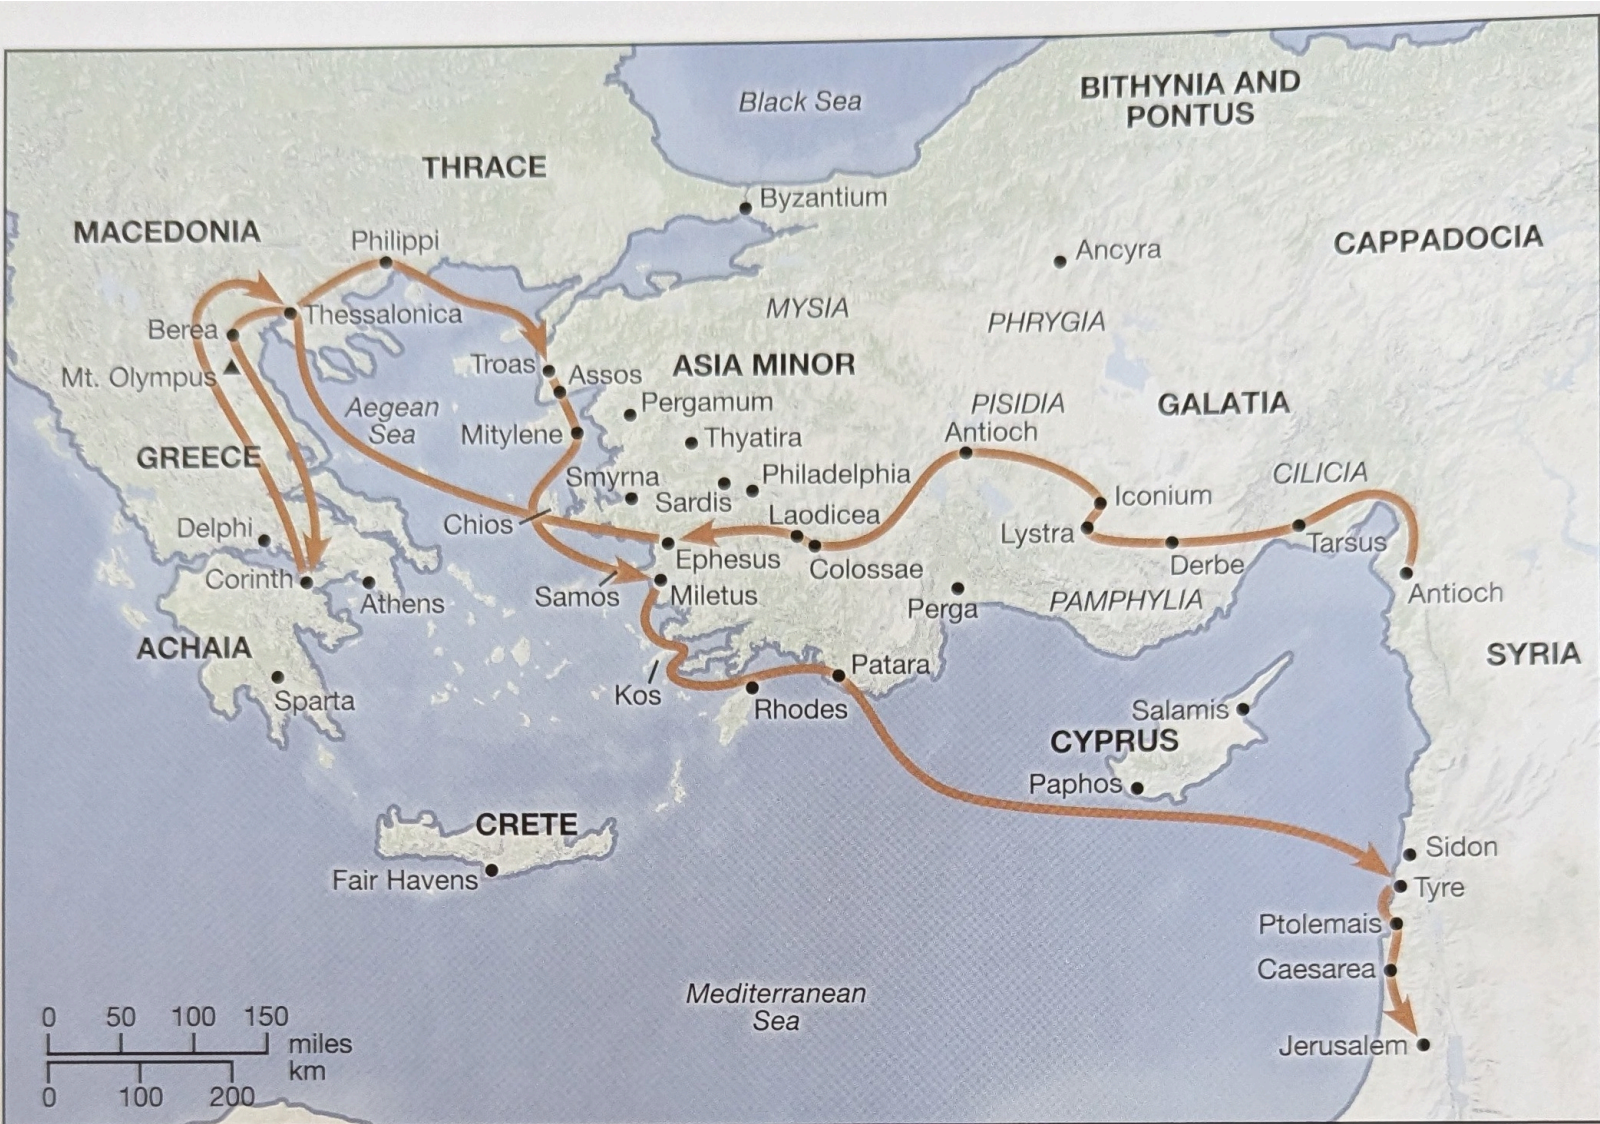 Black Sea
BITHYNIA AND
PONTUS
THRACE
Byzantium
MACEDONIA
Philippi
Ancyra
CAPPADOCIA
Thessalonica
MYSIA
PHRYGIA
Berea
Mt. Olympus
Troas
Assos
ASIA MINOR
Pergamum
Aegean
Sea
Mitylene
Thyatira
PISIDIA
Antioch
GALATIA
GREECE
Smyrna
Sardis
Philadelphia
CILICIA
Chios
Laodicea
Iconium
Lystra
Delphi
Ephesus
Colossae
Derbe
Tarsus
Corinth
Athens
Samos
Miletus
Perga
PAMPHYLIA
Antioch
ACHAIA
SYRIA
Sparta
Kos
Rhodes
Patara
Salamis
CYPRUS
Paphos
CRETE
Fair Havens
Sidon
Tyre
Ptolemais
Caesarea
Mediterranean
Sea
Jerusalem
0 50 100 150
miles
km
0 100 200